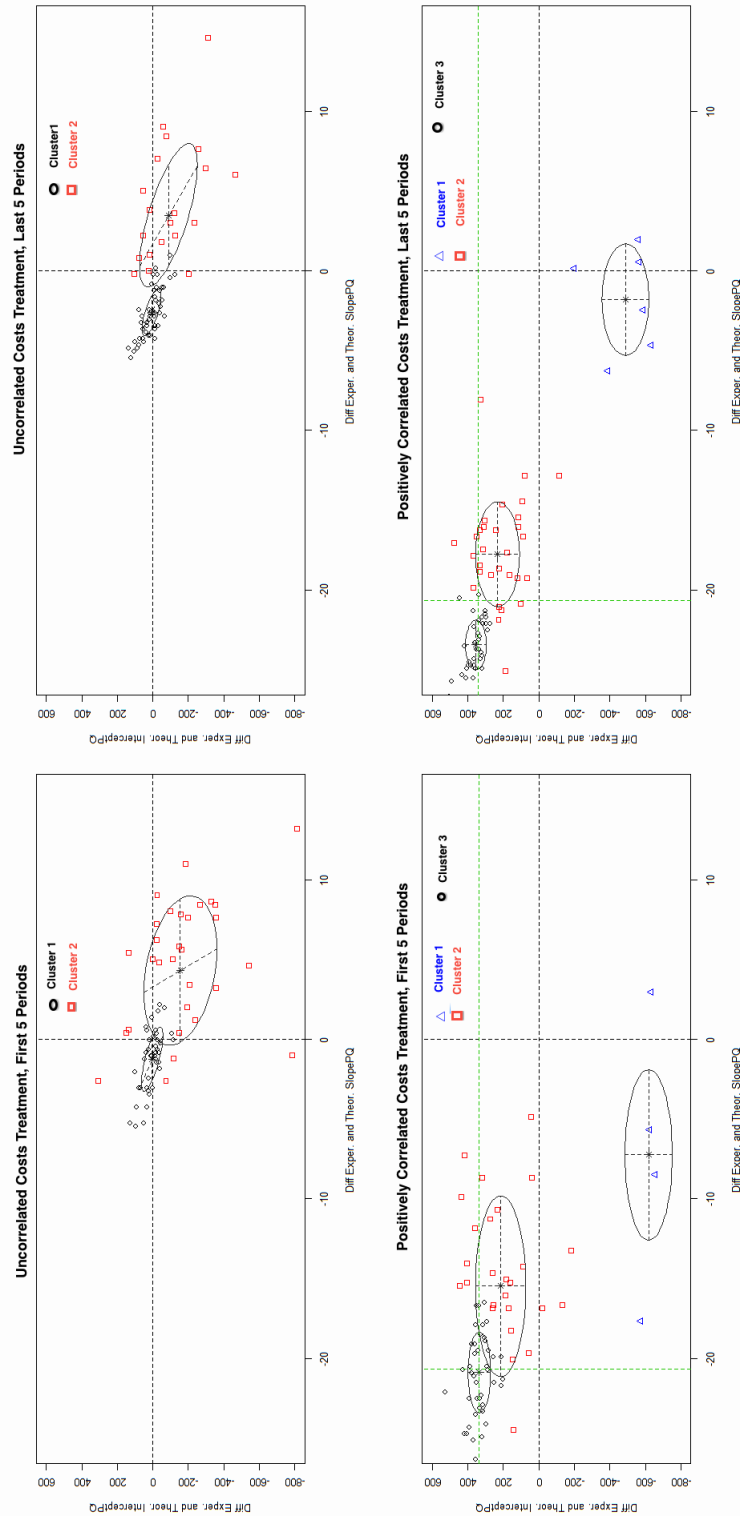 Uncorrelated Costs Treatment, First 5 Periods
Cluster 1
Cluster 2
Diff Exper. and Theor. InterceptPQ
600
400
200
0
-200
-400
-600
-800
-20
-10
0
10
Diff Exper. and Theor. SlopePQ
Uncorrelated Costs Treatment, Last 5 Periods
Cluster1
Cluster 2
Diff Exper. and Theor. InterceptPQ
600
400
200
0
-200
-400
-600
-800
-20
-10
0
10
Diff Exper. and Theor. SlopePQ
Positively Correlated Costs Treatment, First 5 Periods
Cluster 1
Cluster 3
Cluster 2
Diff Exper. and Theor. InterceptPQ
600
400
200
0
-200
-400
-600
-800
-20
-10
0
10
Diff Exper. and Theor. SlopePQ
Positively Correlated Costs Treatment, Last 5 Periods
Cluster 1
Cluster 3
Cluster 2
Diff Exper. and Theor. InterceptPQ
600
400
200
0
-200
-400
-600
-800
-20
-10
0
10
Diff Exper. and Theor. SlopePQ